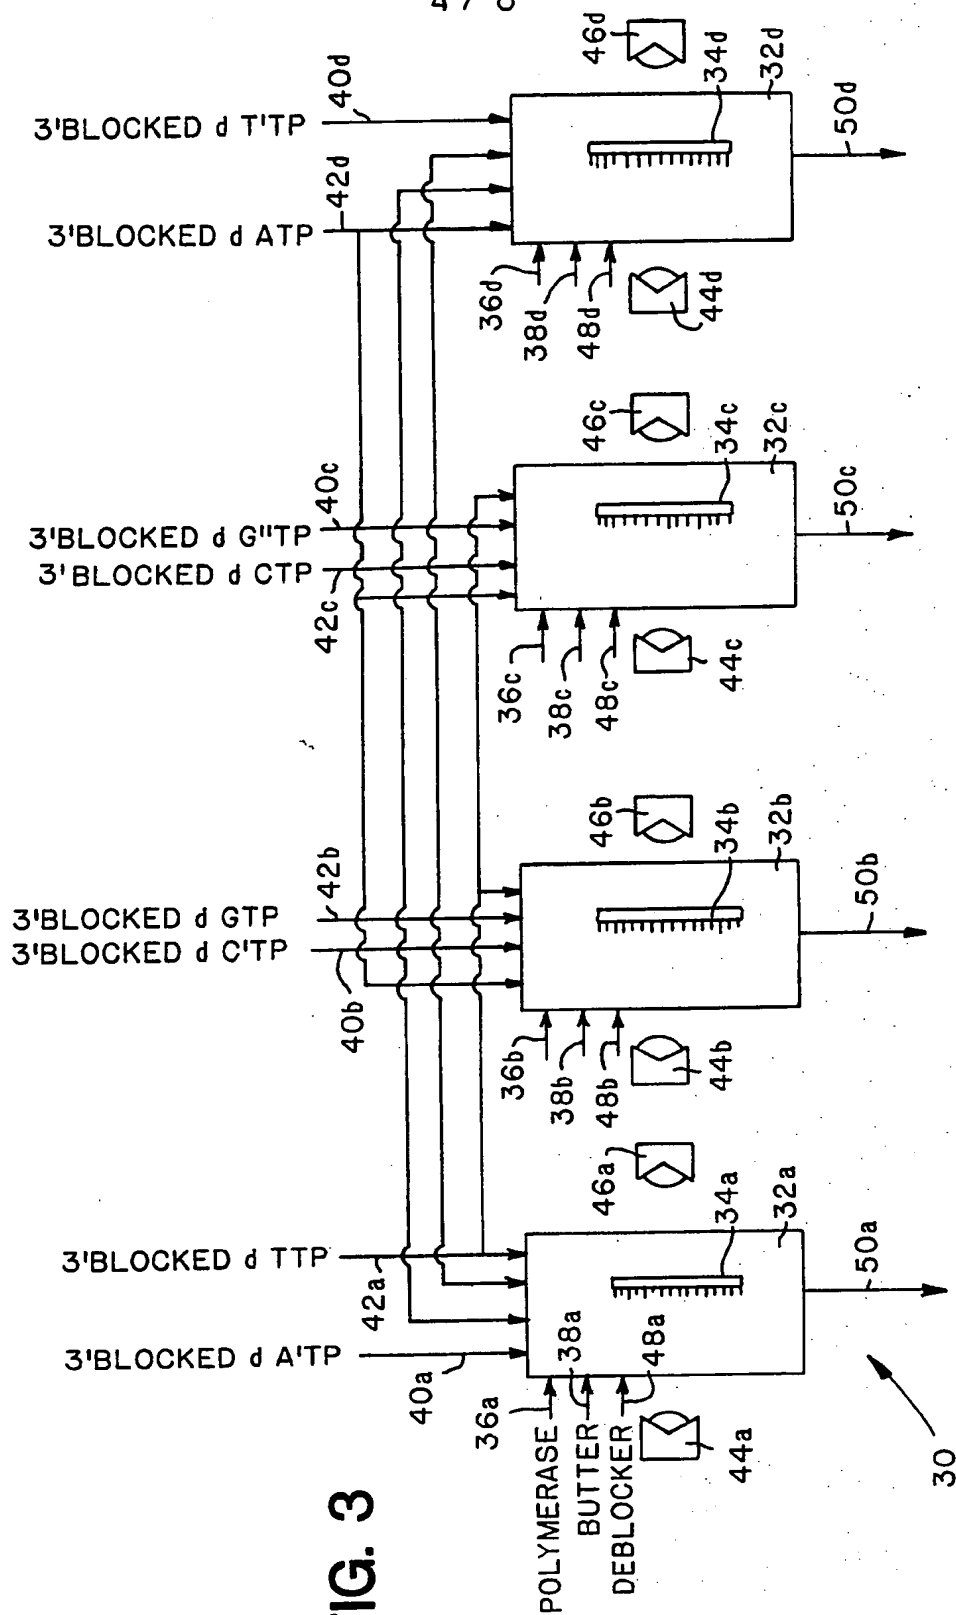 3'BLOCKED d T'TP
40d
3'BLOCKED d ATP
42d
46d
34d
32d
50d
36d
38d
48d
44d
3'BLOCKED d G"TP
40c
3'BLOCKED d CTP
42c
46c
34c
32c
50c
36c
38c
48c
44c
3'BLOCKED d GTP
42b
3'BLOCKED d C'TP
40b
46b
34b
32b
50b
36b
38b
48b
44b
3'BLOCKED d TTP
42a
3'BLOCKED d A'TP
40a
46a
34a
32a
50a
36a
38a
48a
44a
POLYMERASE
BUTTER
DEBLOCKER
30
IG. 3